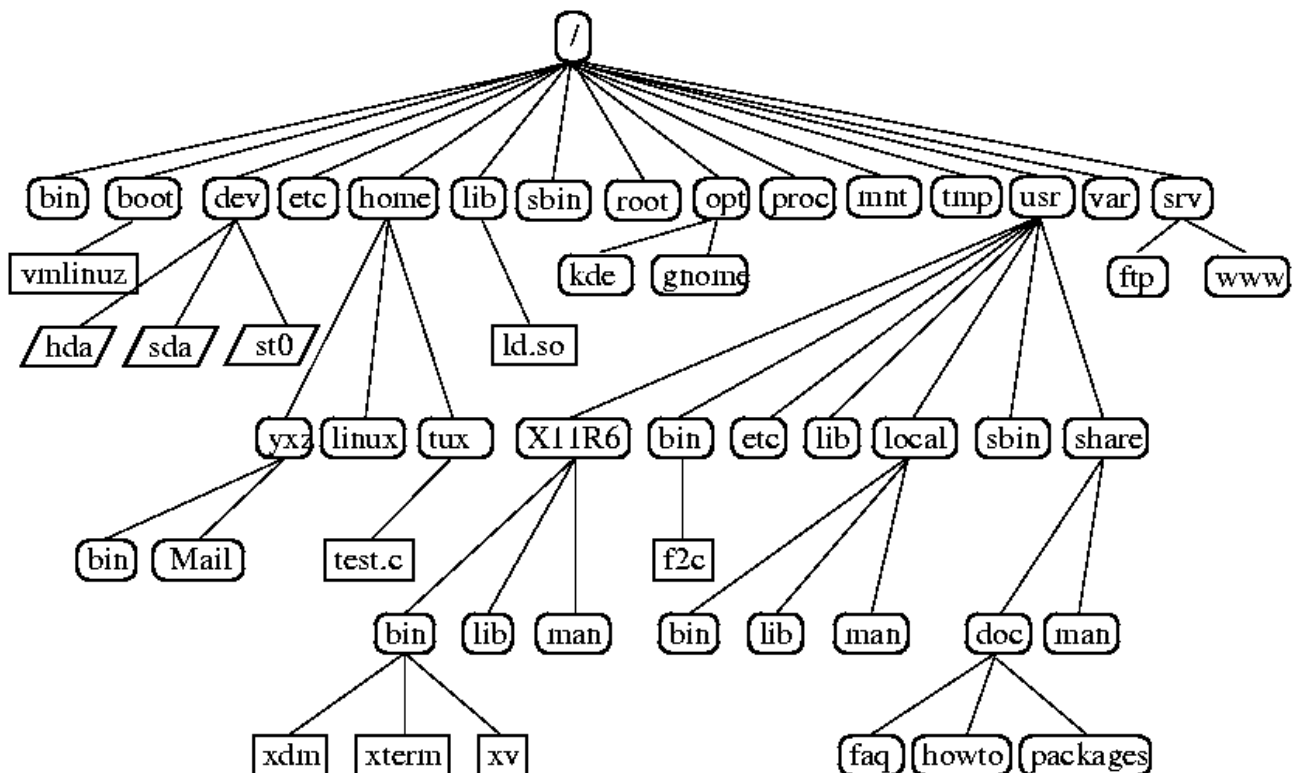 /
bin boot dev etc home lib sbin root opt proc mnt tmp usr var srv
vmlinuz kde gnome ftp www
hda sda st0 ld.so
yxz linux tux X11R6 bin etc lib local sbin share
bin Mail test.c f2c
bin lib man bin lib man doc man
xdm xterm xv faq howto packages